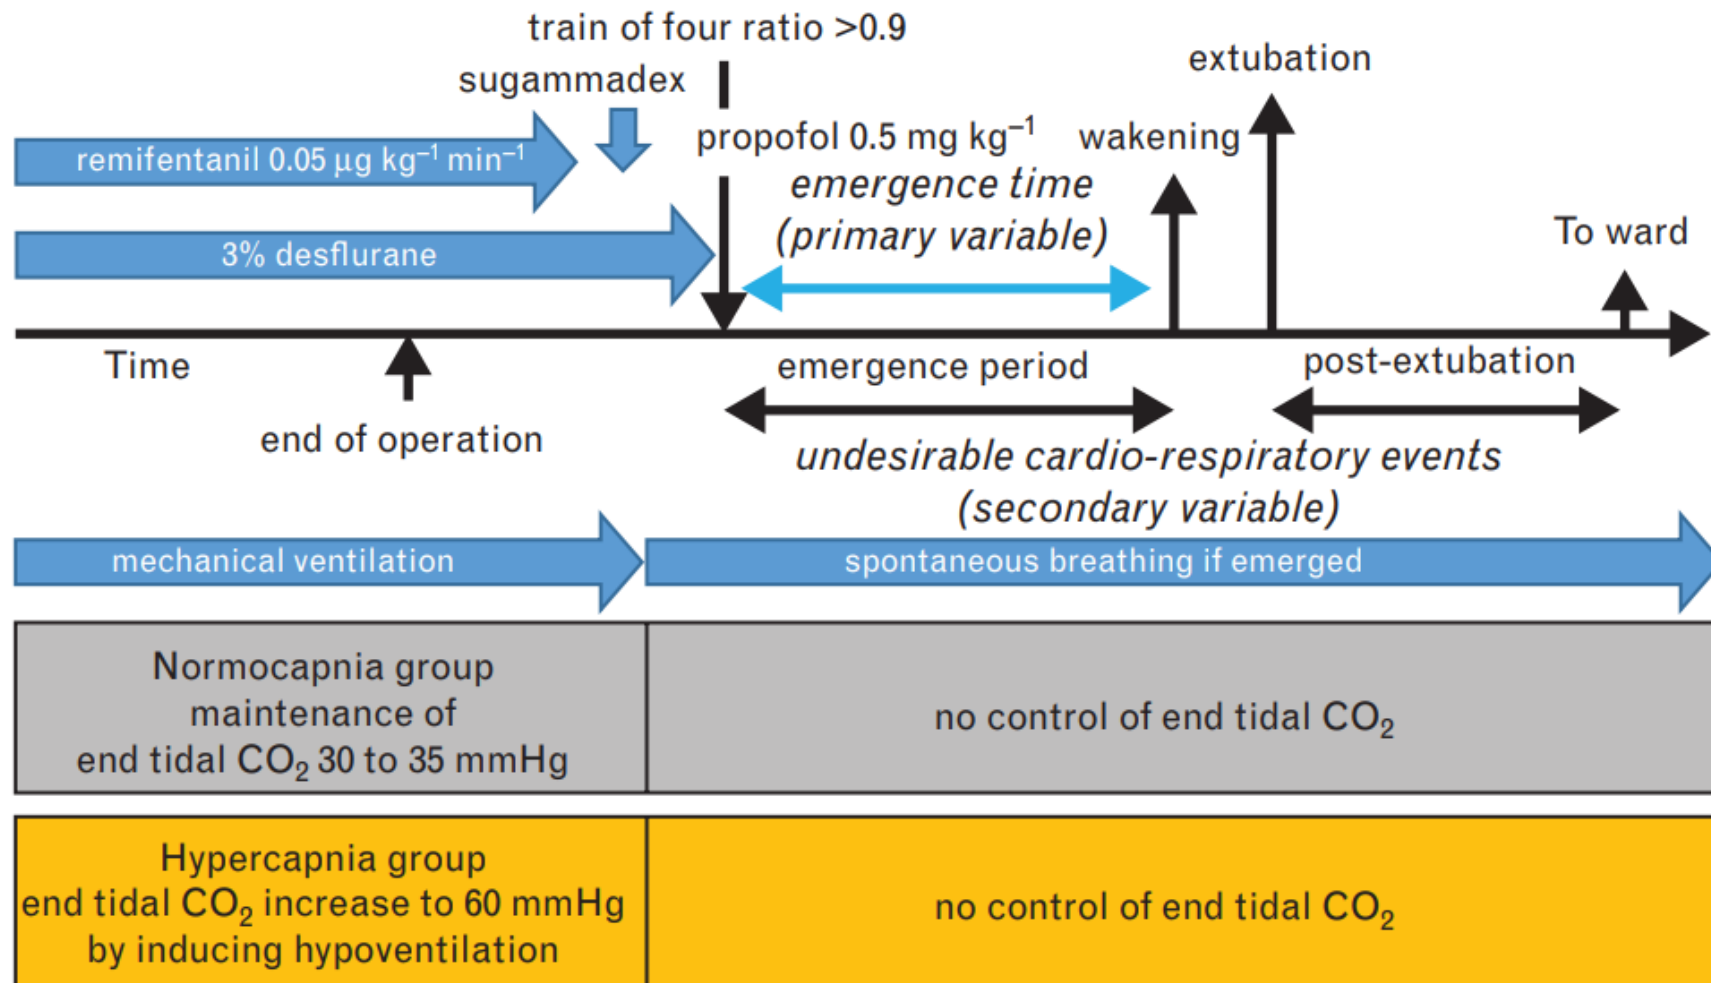 train of four ratio >0.9
sugammadex
extubation
propofol 0.5 mg kg⁻¹
wakening
remifentanil 0.05 μg kg⁻¹ min⁻¹
emergence time
(primary variable)
3% desflurane
To ward
Time
emergence period
post-extubation
end of operation
undesirable cardio-respiratory events
(secondary variable)
mechanical ventilation
spontaneous breathing if emerged
Normocapnia group
maintenance of
end tidal CO₂ 30 to 35 mmHg
no control of end tidal CO₂
Hypercapnia group
end tidal CO₂ increase to 60 mmHg
by inducing hypoventilation
no control of end tidal CO₂